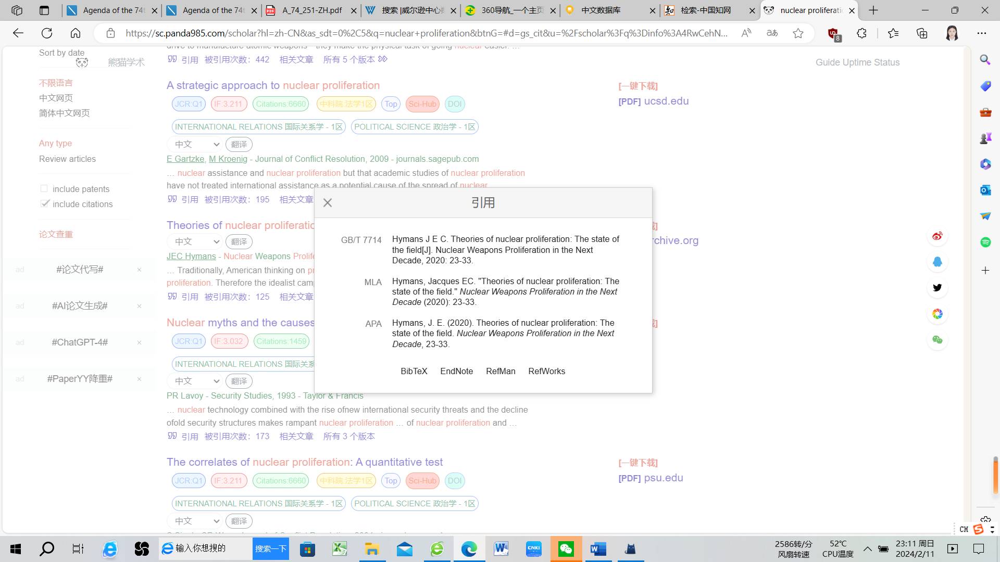 Agenda of the 74t
Agenda of the 74t
A_74_251-ZH.pdf
搜索 |威尔逊中心
360导航_一个主页
中文数据库
检索-中国知网
nuclear proliferati
https://sc.panda985.com/scholar?hl=zh-CN&as_sdt=0%2C5&q=nuclear+proliferation&btnG=#d=gs_cit&u=%2Fscholar%3Fq%3Dinfo%3A4RwCehN...
8
Sort by date
熊猫学术
Guide Uptime Status
drive to manufacture atomic weapons—they make the physical task of going nuclear easier. …
引用 被引用次数：442 相关文章 所有 5 个版本
不限语言
中文网页
简体中文网页
Any type
Review articles
include patents
include citations
论文查重
ad #论文代写# ×
ad #AI论文生成# ×
ad #ChatGPT-4# ×
ad #PaperYY降重# ×
A strategic approach to nuclear proliferation
[一键下载]
[PDF] ucsd.edu
JCR:Q1 IF:3.211 Citations:6660 中科院:法学1区 Top Sci-Hub DOI
INTERNATIONAL RELATIONS 国际关系学 - 1区 POLITICAL SCIENCE 政治学 - 1区
中文 翻译
E Gartzke, M Kroenig - Journal of Conflict Resolution, 2009 - journals.sagepub.com
… nuclear assistance and nuclear proliferation but that academic studies of nuclear proliferation
have not treated international assistance as a potential cause of the spread of nuclear
引用 被引用次数：195 相关文章
Theories of nuclear proliferatio
中文 翻译
rchive.org
JEC Hymans - Nuclear Weapons Prolife
… Traditionally, American thinking on p
proliferation. Therefore the idealist cam
引用 被引用次数：125 相关文章
Nuclear myths and the causes
JCR:Q1 IF:3.032 Citations:1459
INTERNATIONAL RELATIONS 国际关系
中文 翻译
PR Lavoy - Security Studies, 1993 - Taylor & Francis
… nuclear technology combined with the rise ofnew international security threats and the decline
ofold security structures makes rampant nuclear proliferation … of nuclear proliferation and …
引用 被引用次数：173 相关文章 所有 3 个版本
The correlates of nuclear proliferation: A quantitative test
[一键下载]
[PDF] psu.edu
JCR:Q1 IF:3.211 Citations:6660 中科院:法学1区 Top Sci-Hub DOI
INTERNATIONAL RELATIONS 国际关系学 - 1区 POLITICAL SCIENCE 政治学 - 1区
中文 翻译
引用
GB/T 7714
Hymans J E C. Theories of nuclear proliferation: The state of
the field[J]. Nuclear Weapons Proliferation in the Next
Decade, 2020: 23-33.
MLA
Hymans, Jacques EC. "Theories of nuclear proliferation: The
state of the field." Nuclear Weapons Proliferation in the Next
Decade (2020): 23-33.
APA
Hymans, J. E. (2020). Theories of nuclear proliferation: The
state of the field. Nuclear Weapons Proliferation in the Next
Decade, 23-33.
BibTeX EndNote RefMan RefWorks
CH
输入你想搜的 搜索一下
CNKI
2586转/分
风扇转速
52℃
CPU温度
23:11 周日
2024/2/11